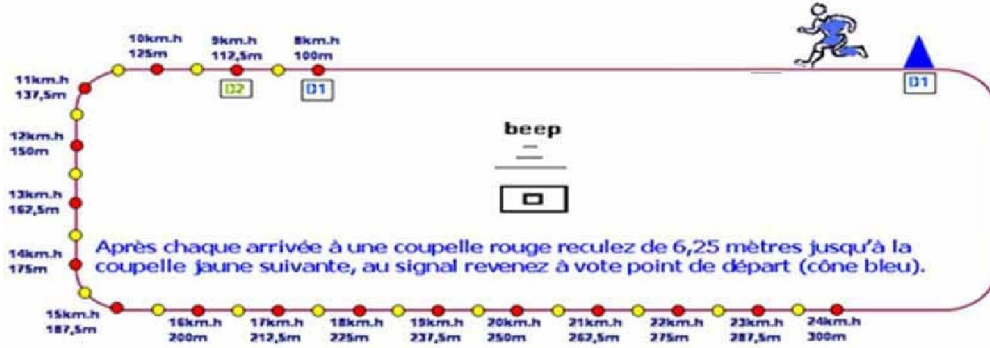 10km.h 9km.h 8km.h
125m 112,5m 100m
11km.h
137,5m
D2 D1 D1
12km.h
150m
beep
13km.h
162,5m
Après chaque arrivée à une coupelle rouge reculez de 6,25 mètres jusqu'à la
coupelle jaune suivante, au signal revenez à vote point de départ (cône bleu).
14km.h
175m
15km.h
187,5m
16km.h 17km.h 18km.h 19km.h 20km.h 21km.h 22km.h 23km.h 24km.h
200m 212,5m 225m 237,5m 250m 262,5m 275m 287,5m 300m